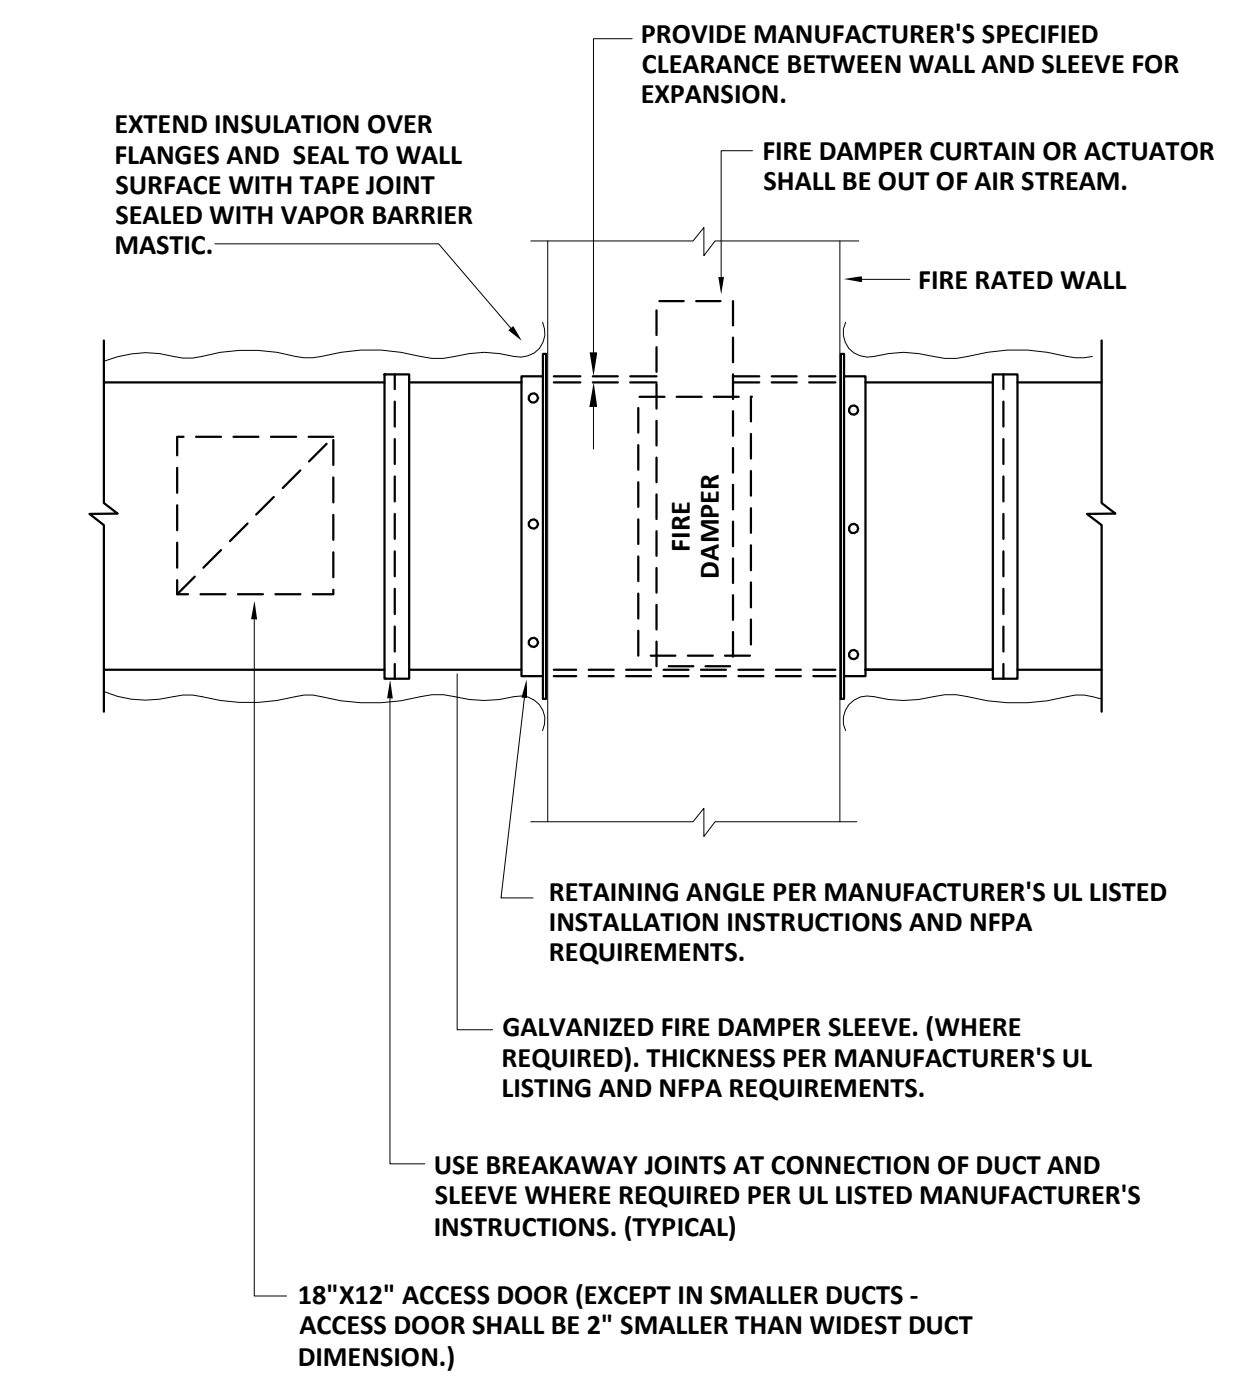 PROVIDE MANUFACTURER'S SPECIFIED
CLEARANCE BETWEEN WALL AND SLEEVE FOR
EXPANSION.
EXTEND INSULATION OVER
FLANGES AND SEAL TO WALL
SURFACE WITH TAPE JOINT
SEALED WITH VAPOR BARRIER
MASTIC.
FIRE DAMPER CURTAIN OR ACTUATOR
SHALL BE OUT OF AIR STREAM.
FIRE RATED WALL
FIRE
DAMPER
RETAINING ANGLE PER MANUFACTURER'S UL LISTED
INSTALLATION INSTRUCTIONS AND NFPA
REQUIREMENTS.
GALVANIZED FIRE DAMPER SLEEVE. (WHERE
REQUIRED). THICKNESS PER MANUFACTURER'S UL
LISTING AND NFPA REQUIREMENTS.
USE BREAKAWAY JOINTS AT CONNECTION OF DUCT AND
SLEEVE WHERE REQUIRED PER UL LISTED MANUFACTURER'S
INSTRUCTIONS. (TYPICAL)
18"X12" ACCESS DOOR (EXCEPT IN SMALLER DUCTS -
ACCESS DOOR SHALL BE 2" SMALLER THAN WIDEST DUCT
DIMENSION.)